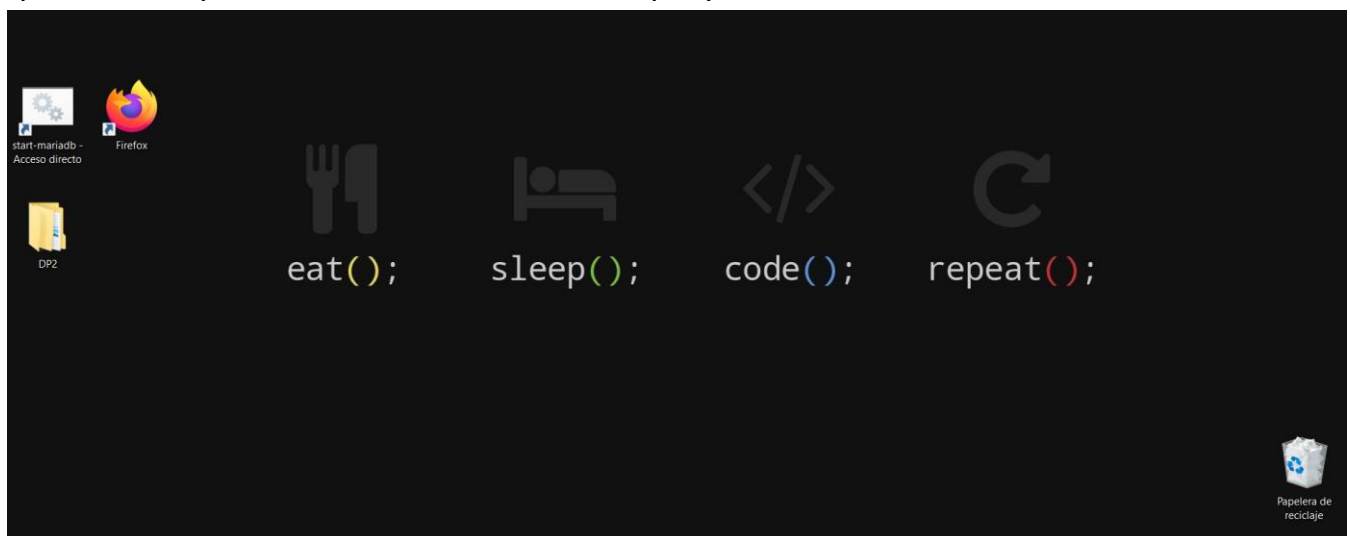 start-mariadb -
Acceso directo
Firefox
DP2
eat(); sleep(); code(); repeat();
Papelera de
reciclaje